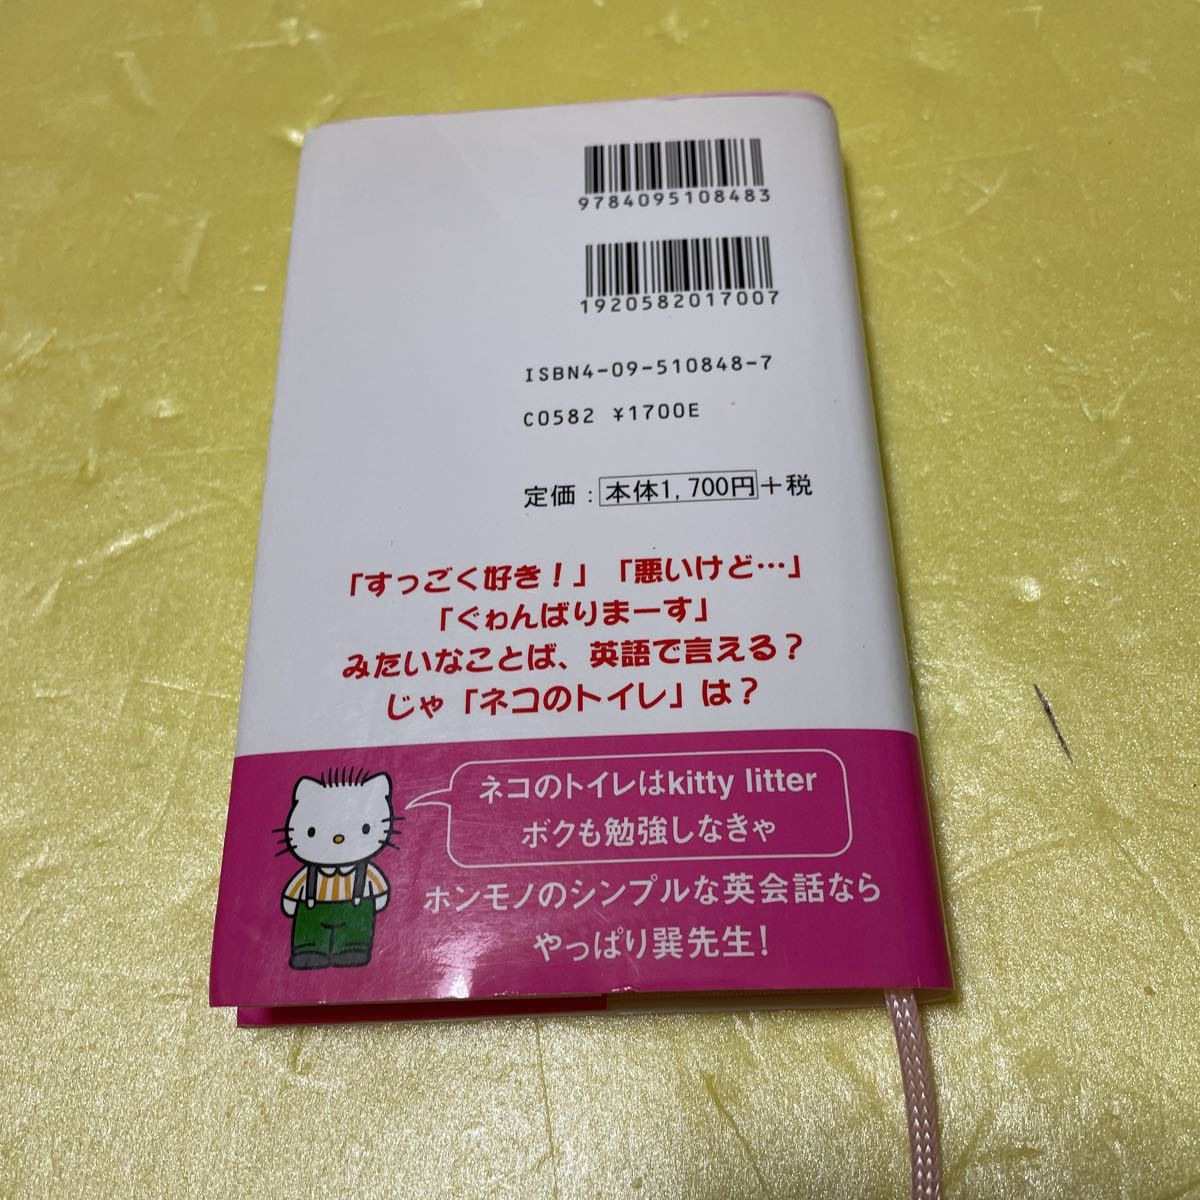 9784095108483
1920582017007
ISBN4-09-510848-7
C0582 ¥1700E
定価:本体1,700円+税
「すっごく好き!」「悪いけど…」
「ぐゎんばりまーす」
みたいなことば、英語で言える?
じゃ「ネコのトイレ」は?
ネコのトイレはkitty litter
ボクも勉強しなきゃ
ホンモノのシンプルな英会話なら
やっぱり巽先生!